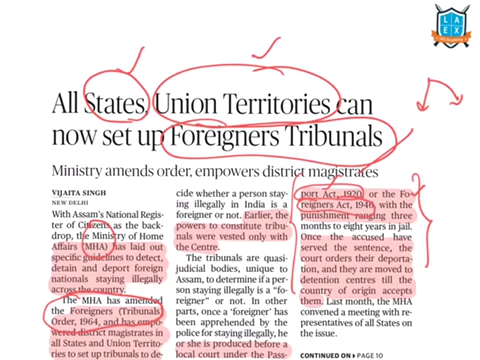 LAEX
All States, Union Territories can
now set up Foreigners Tribunals
Ministry amends order, empowers district magistrates
VIJAITA SINGH
NEW DELHI
With Assam's National Regis-
ter of Citizens as the back-
drop, the Ministry of Home
Affairs (MHA) has laid out
specific guidelines to detect,
detain and deport foreign
nationals staying illegally
across the country.
The MHA has amended
the Foreigners (Tribunals)
Order, 1964, and has empo-
wered district magistrates in
all States and Union Territo-
ries to set up tribunals to de-
cide whether a person stay-
ing illegally in India is a
foreigner or not. Earlier, the
powers to constitute tribu-
nals were vested only with
the Centre.
The tribunals are quasi-
judicial bodies, unique to
Assam, to determine if a per-
son staying illegally is a "fo-
reigner" or not. In other
parts, once a 'foreigner' has
been apprehended by the
police for staying illegally, he
or she is produced before a
local court under the Pass-
port Act, 1920, or the Fo-
reigners Act, 1946, with the
punishment ranging three
months to eight years in jail.
Once the accused have
served the sentence, the
court orders their deporta-
tion, and they are moved to
detention centres till the
country of origin accepts
them. Last month, the MHA
convened a meeting with rep-
resentatives of all States on
the issue.
CONTINUED ON PAGE 10